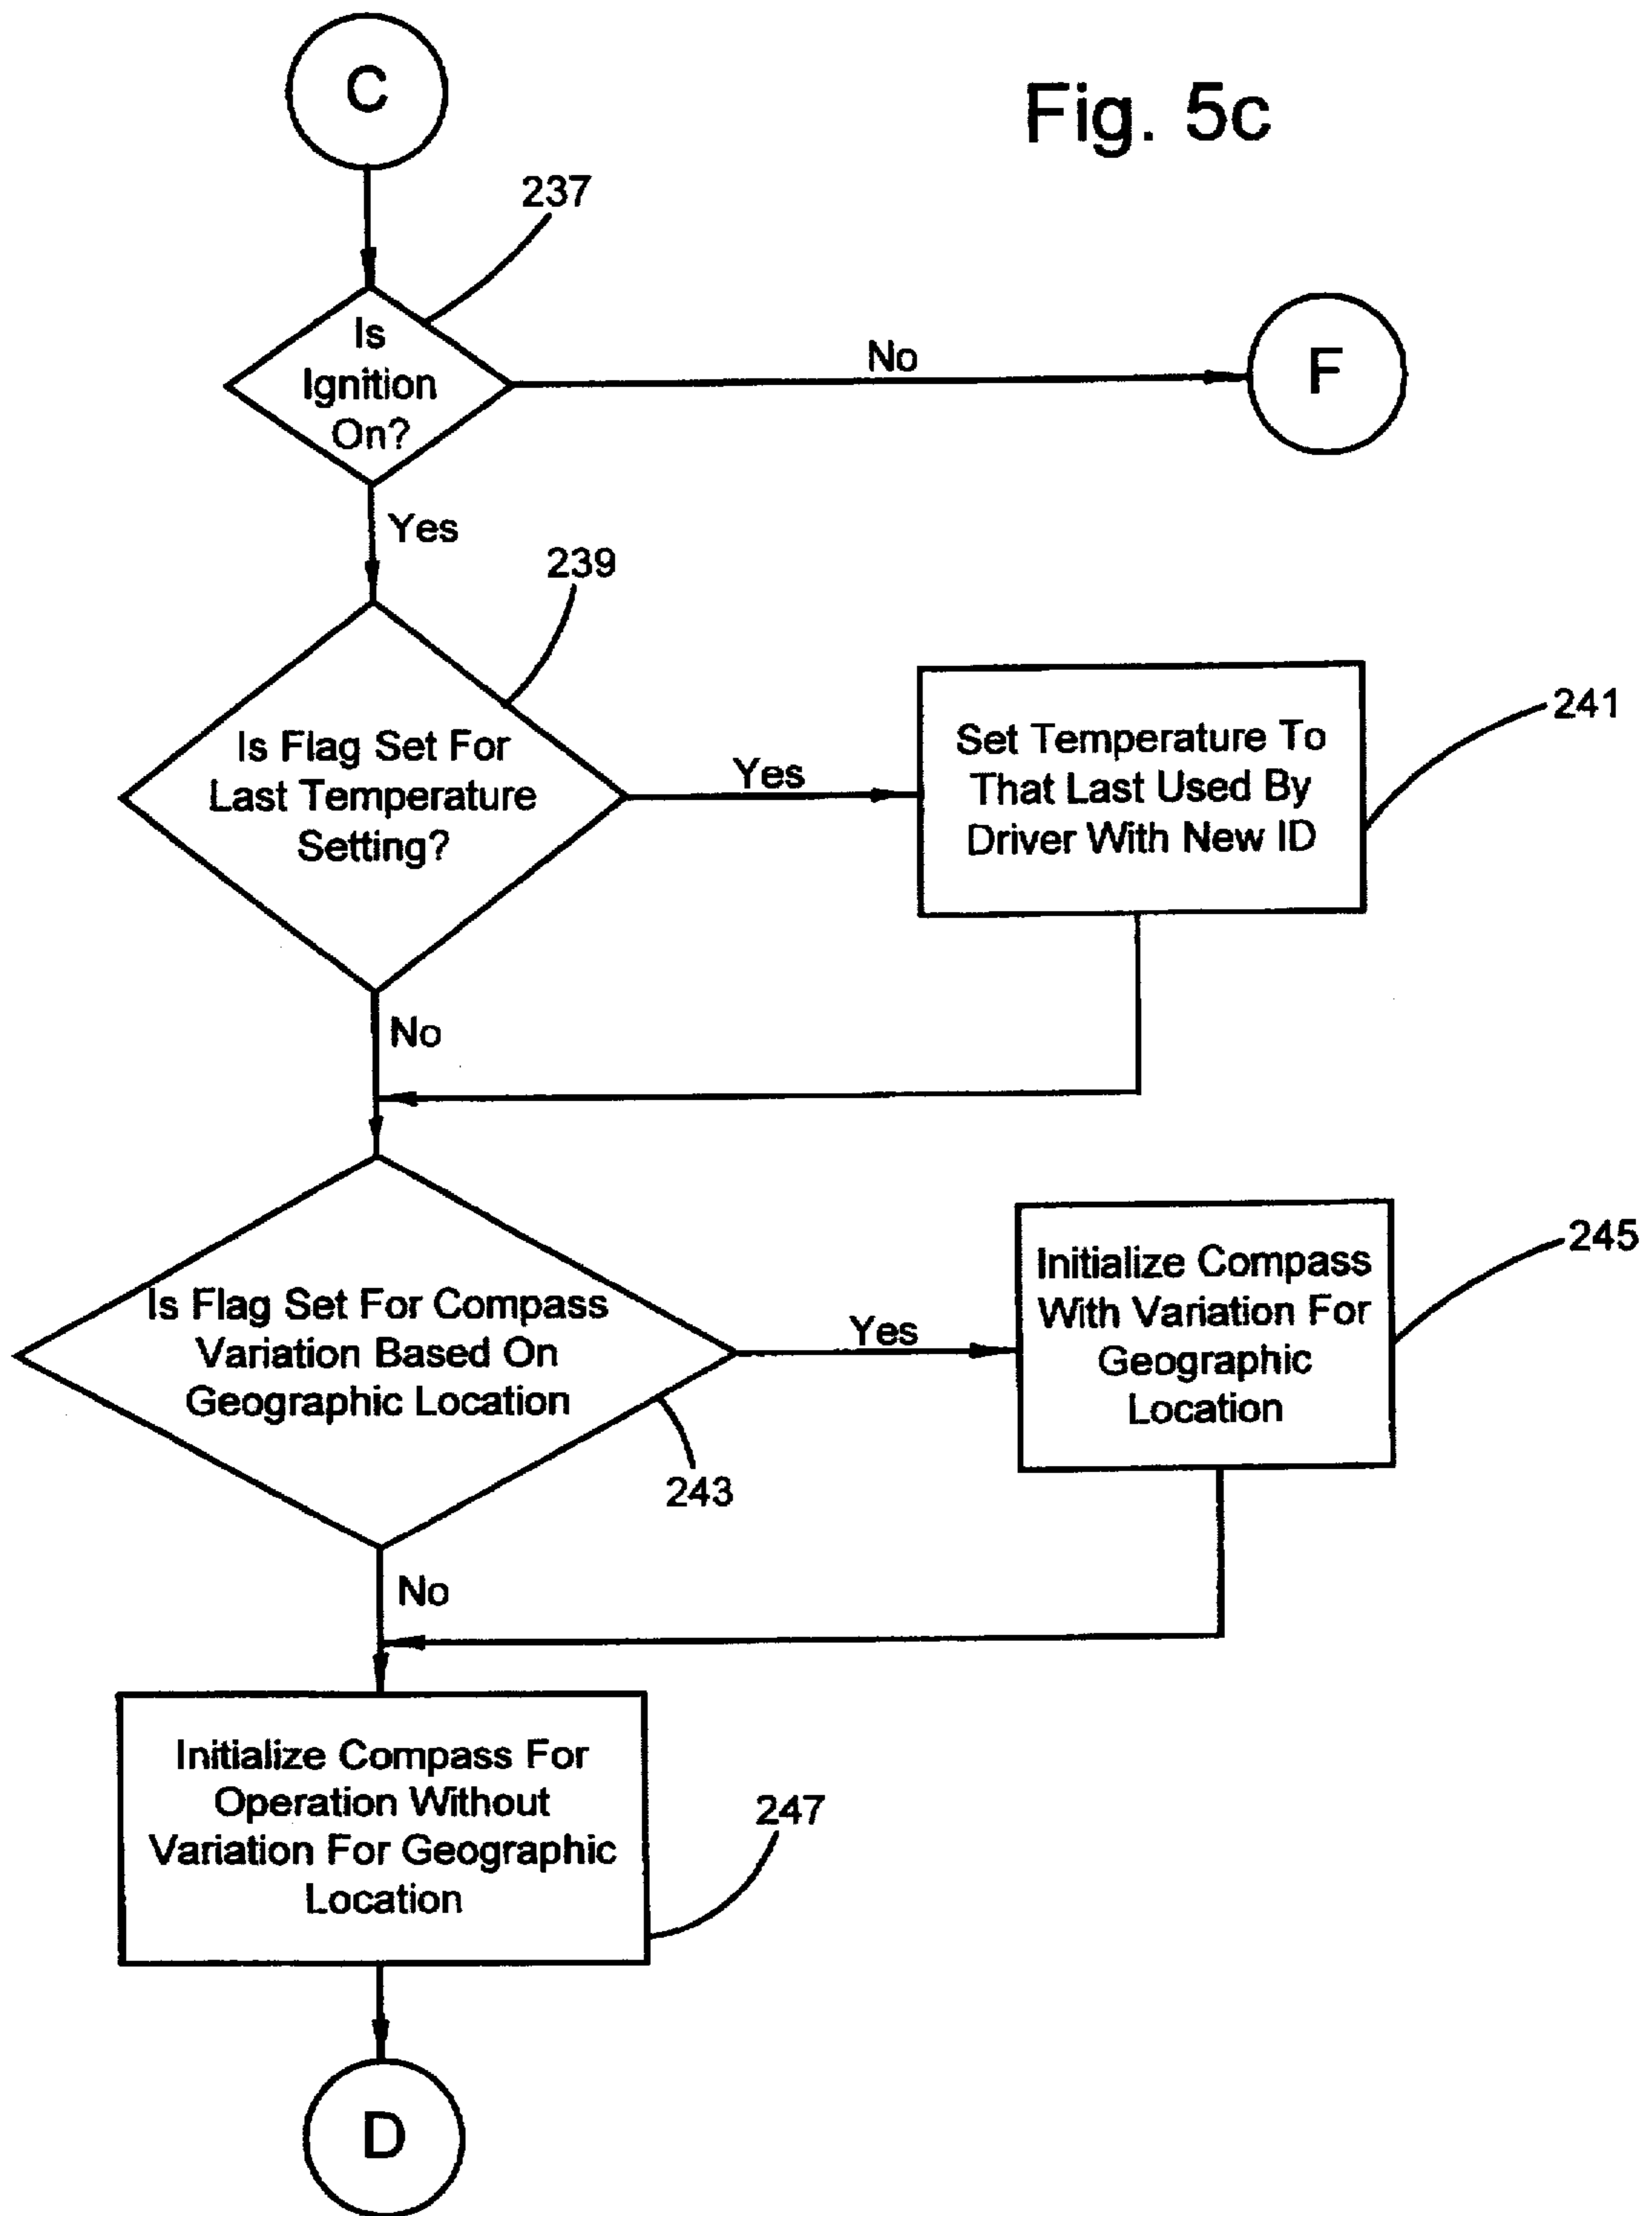 C
Fig. 5c
237
Is
Ignition
On?
No
F
Yes
239
Is Flag Set For
Last Temperature
Setting?
Yes
Set Temperature To
That Last Used By
Driver With New ID
241
No
Is Flag Set For Compass
Variation Based On
Geographic Location
243
Yes
Initialize Compass
With Variation For
Geographic
Location
245
No
Initialize Compass For
Operation Without
Variation For Geographic
Location
247
D